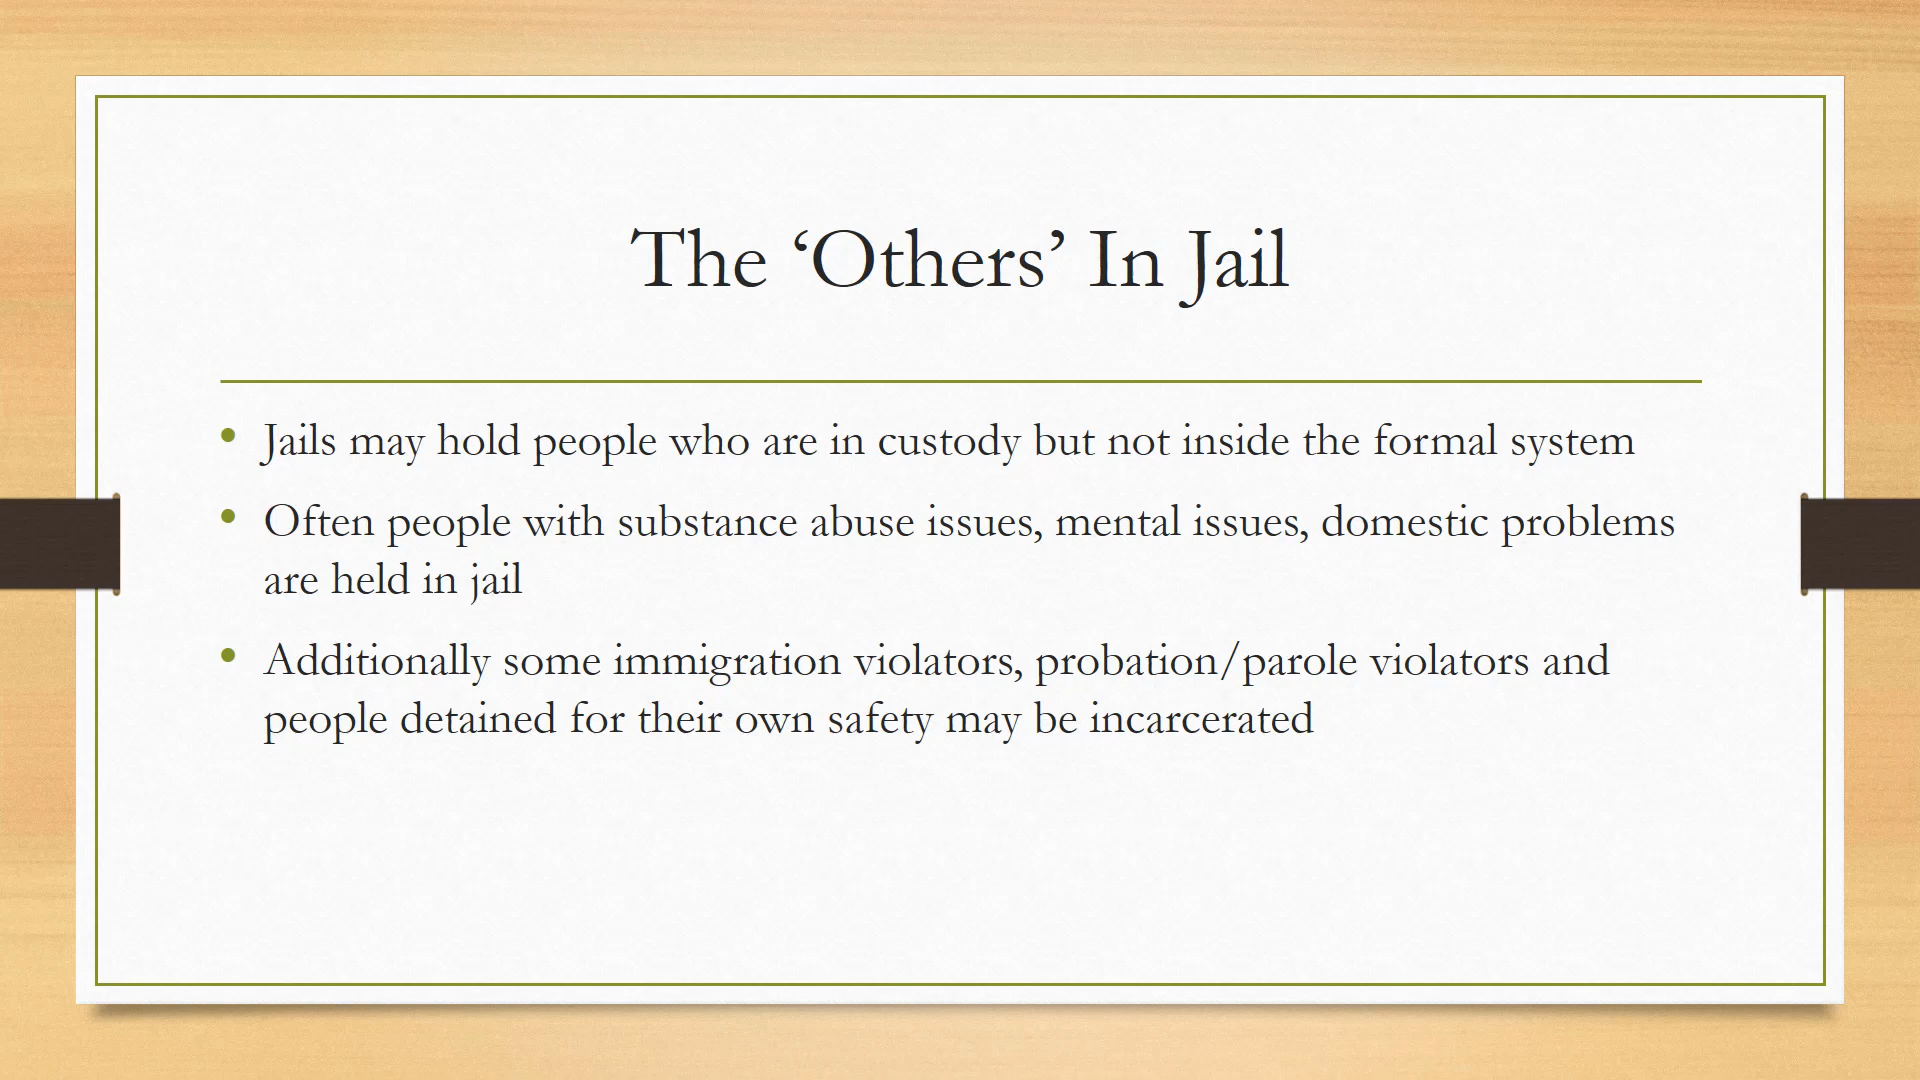 The ‘Others’ In Jail
• Jails may hold people who are in custody but not inside the formal system
• Often people with substance abuse issues, mental issues, domestic problems
are held in jail
• Additionally some immigration violators, probation/parole violators and
people detained for their own safety may be incarcerated